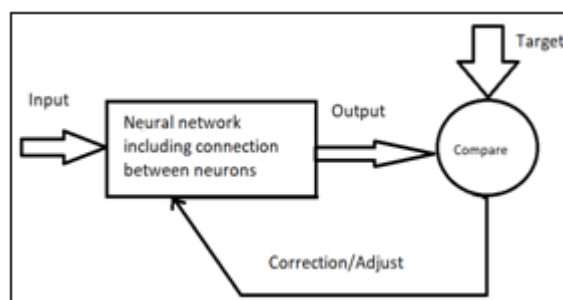 Target
Input
Output
Neural network
including connection
between neurons
Compare
Correction/Adjust